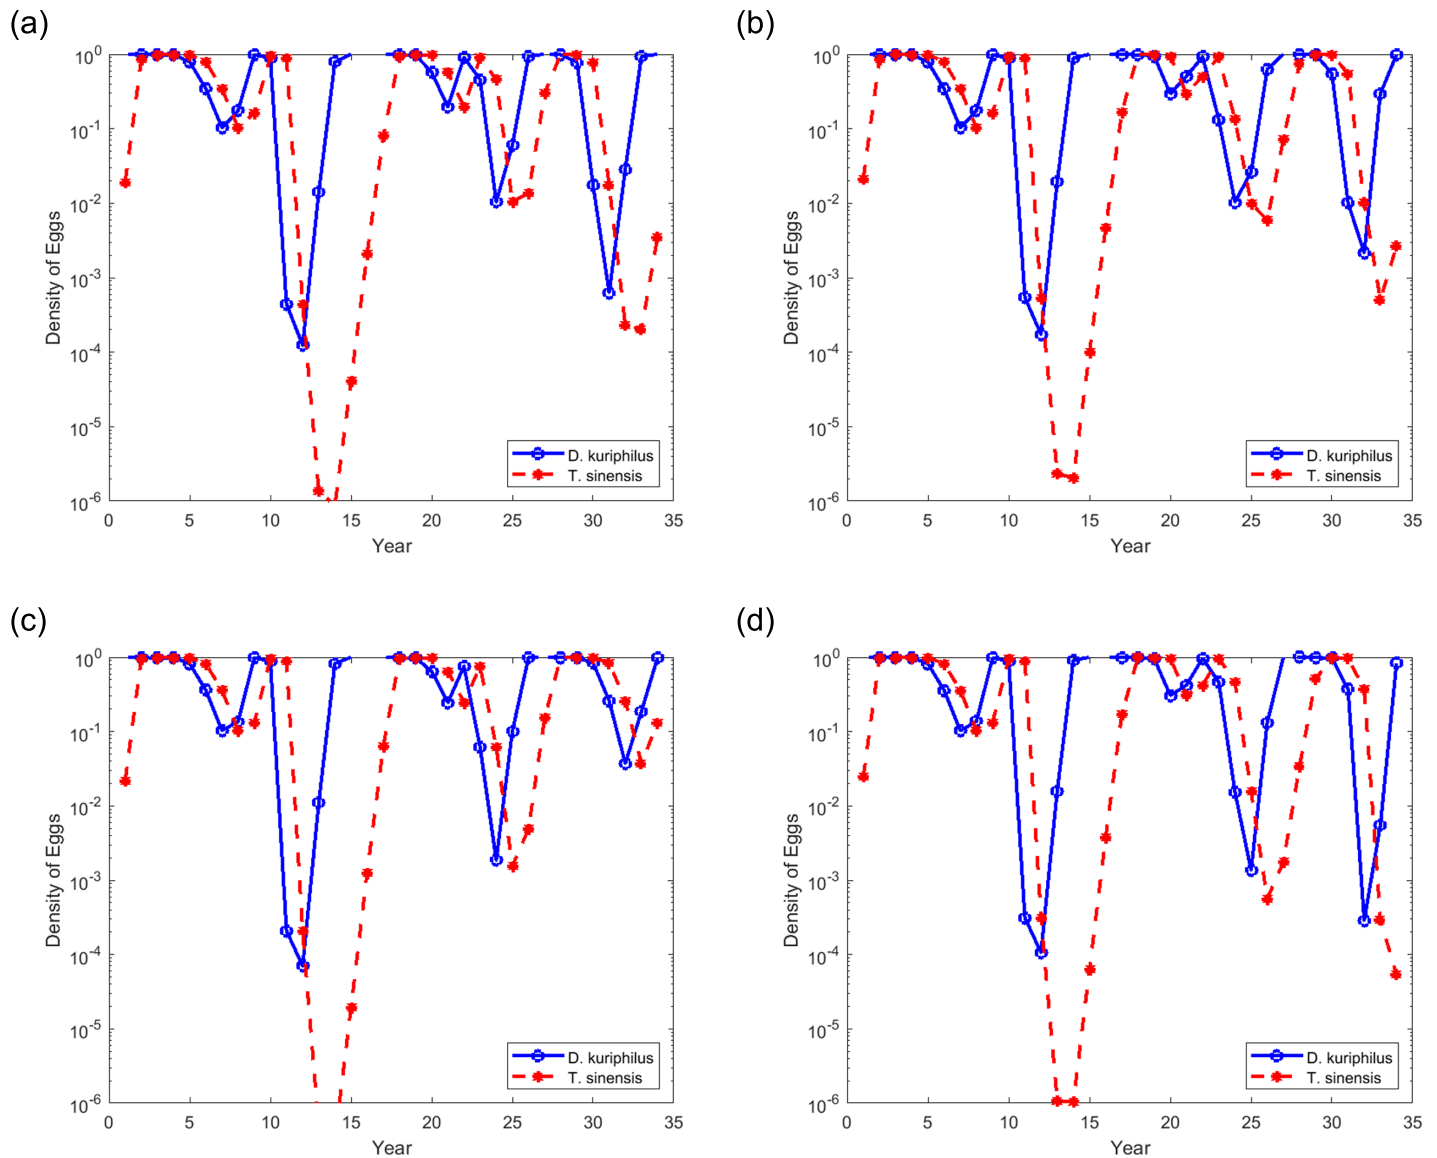 (a)
(b)
10^0
10^-1
10^-2
10^-3
10^-4
10^-5
10^-6
Density of Eggs
0 5 10 15 20 25 30 35
Year
D. kuriphilus
T. sinensis
10^0
10^-1
10^-2
10^-3
10^-4
10^-5
10^-6
Density of Eggs
0 5 10 15 20 25 30 35
Year
D. kuriphilus
T. sinensis
(c)
(d)
10^0
10^-1
10^-2
10^-3
10^-4
10^-5
10^-6
Density of Eggs
0 5 10 15 20 25 30 35
Year
D. kuriphilus
T. sinensis
10^0
10^-1
10^-2
10^-3
10^-4
10^-5
10^-6
Density of Eggs
0 5 10 15 20 25 30 35
Year
D. kuriphilus
T. sinensis